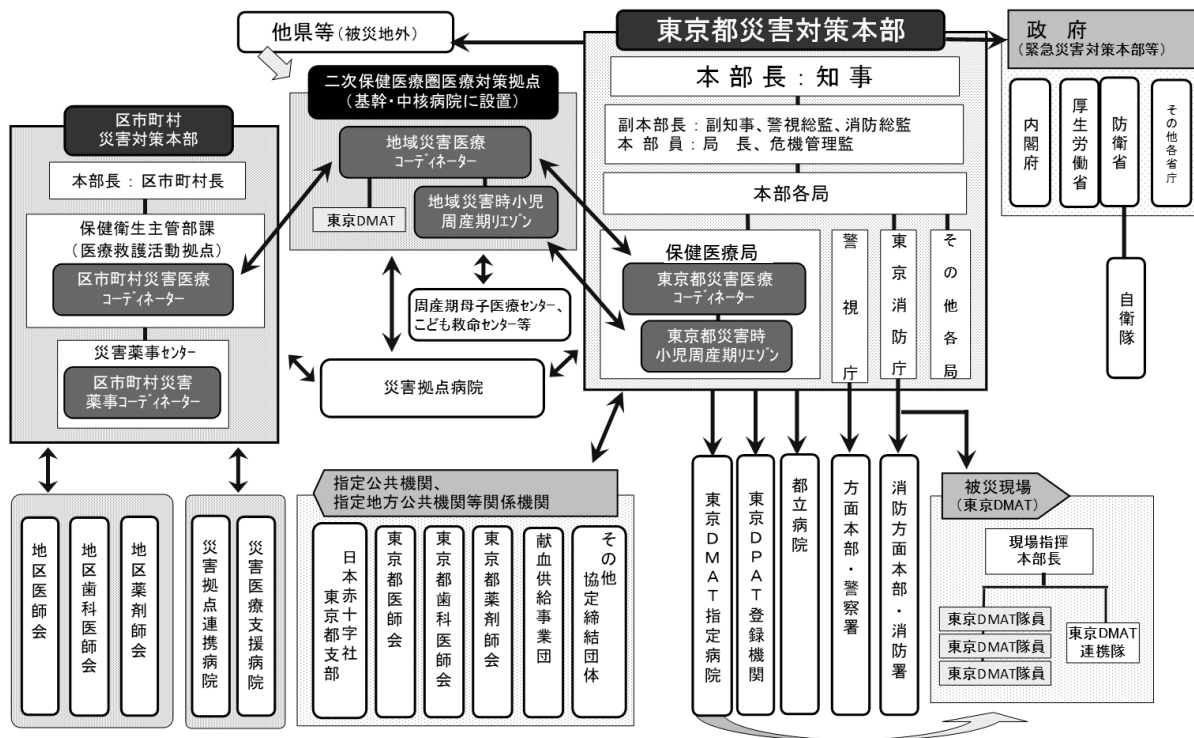 他県等(被災地外)
東京都災害対策本部
本部長：知事
副本部長：副知事、警視総監、消防総監
本部員：局長、危機管理監
本部各局
保健医療局
東京都災害医療
コーディネーター
東京都災害時
小児周産期リエゾン
警視庁
東京消防庁
その他各局
政府
(緊急災害対策本部等)
内閣府
厚生労働省
防衛省
その他各省庁
自衛隊
二次保健医療圏医療対策拠点
(基幹・中核病院に設置)
地域災害医療
コーディネーター
東京DMAT
地域災害時小児
周産期リエゾン
区市町村
災害対策本部
本部長：区市町村長
保健衛生主管部課
(医療救護活動拠点)
区市町村災害医療
コーディネーター
災害薬事センター
区市町村災害
薬事コーディネーター
周産期母子医療センター、
こども救命センター等
災害拠点病院
地区医師会
地区歯科医師会
地区薬剤師会
災害拠点連携病院
災害医療支援病院
指定公共機関、
指定地方公共機関等関係機関
日本赤十字社
東京都支部
東京都医師会
東京都歯科医師会
東京都薬剤師会
献血供給事業団
その他
協定締結団体
東京DMAT指定病院
東京DPAT登録機関
都立病院
方面本部・警察署
消防方面本部・消防署
被災現場
(東京DMAT)
現場指揮
本部長
東京DMAT隊員
東京DMAT隊員
東京DMAT隊員
東京DMAT
連携隊